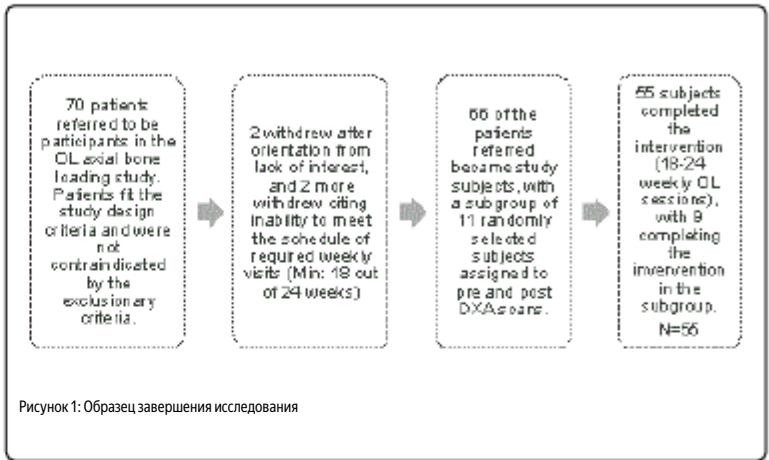 70 patients
referred to be
participants in the
OL axial bone
loading study.
Patients fit the
study design
criteria and were
not
contraindicated
by the
exclusionary
criteria.
2 withdrew after
orientation from
lack of interest,
and 2 more
withdrew citing
inability to meet
the schedule of
required weekly
visits (Min: 18 out
of 24 weeks)
66 of the
patients
referred
became study
subjects, with
a subgroup of
11 randomly
selected
subjects
assigned to
pre and post
DXA scans.
55 subjects
completed
the
intervention
(18-24
weekly OL
sessions),
with 9
completing
the
invervention
in the
subgroup.
N=55
Рисунок 1: Образец завершения исследования